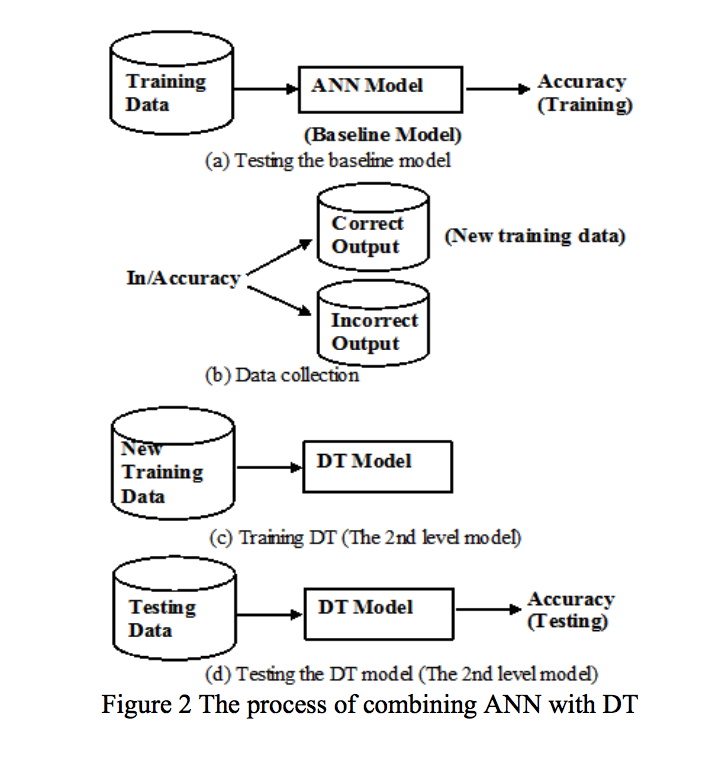 Training
Data
ANN Model
Accuracy
(Training)
(Baseline Model)
(a) Testing the baseline model
Correct
Output
(New training data)
In/Accuracy
Incorrect
Output
(b) Data collection
New
Training
Data
DT Model
(c) Training DT (The 2nd level model)
Testing
Data
DT Model
Accuracy
(Testing)
(d) Testing the DT model (The 2nd level model)
Figure 2 The process of combining ANN with DT